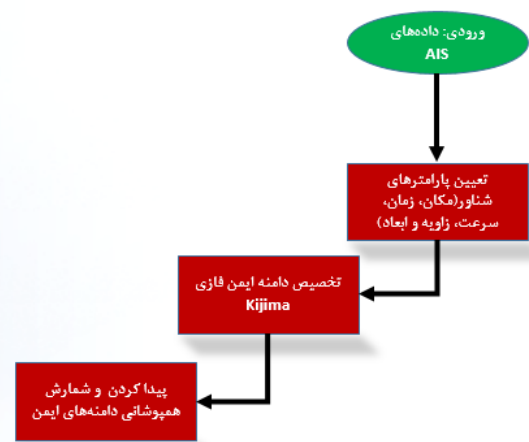 ورودی: داده‌های
AIS
تعیین پارامترهای
شناور(مکان، زمان،
سرعت، زاویه و ابعاد)
تخصیص دامنه ایمن فازی
Kijima
پیدا کردن و شمارش
همپوشانی دامنه‌های ایمن